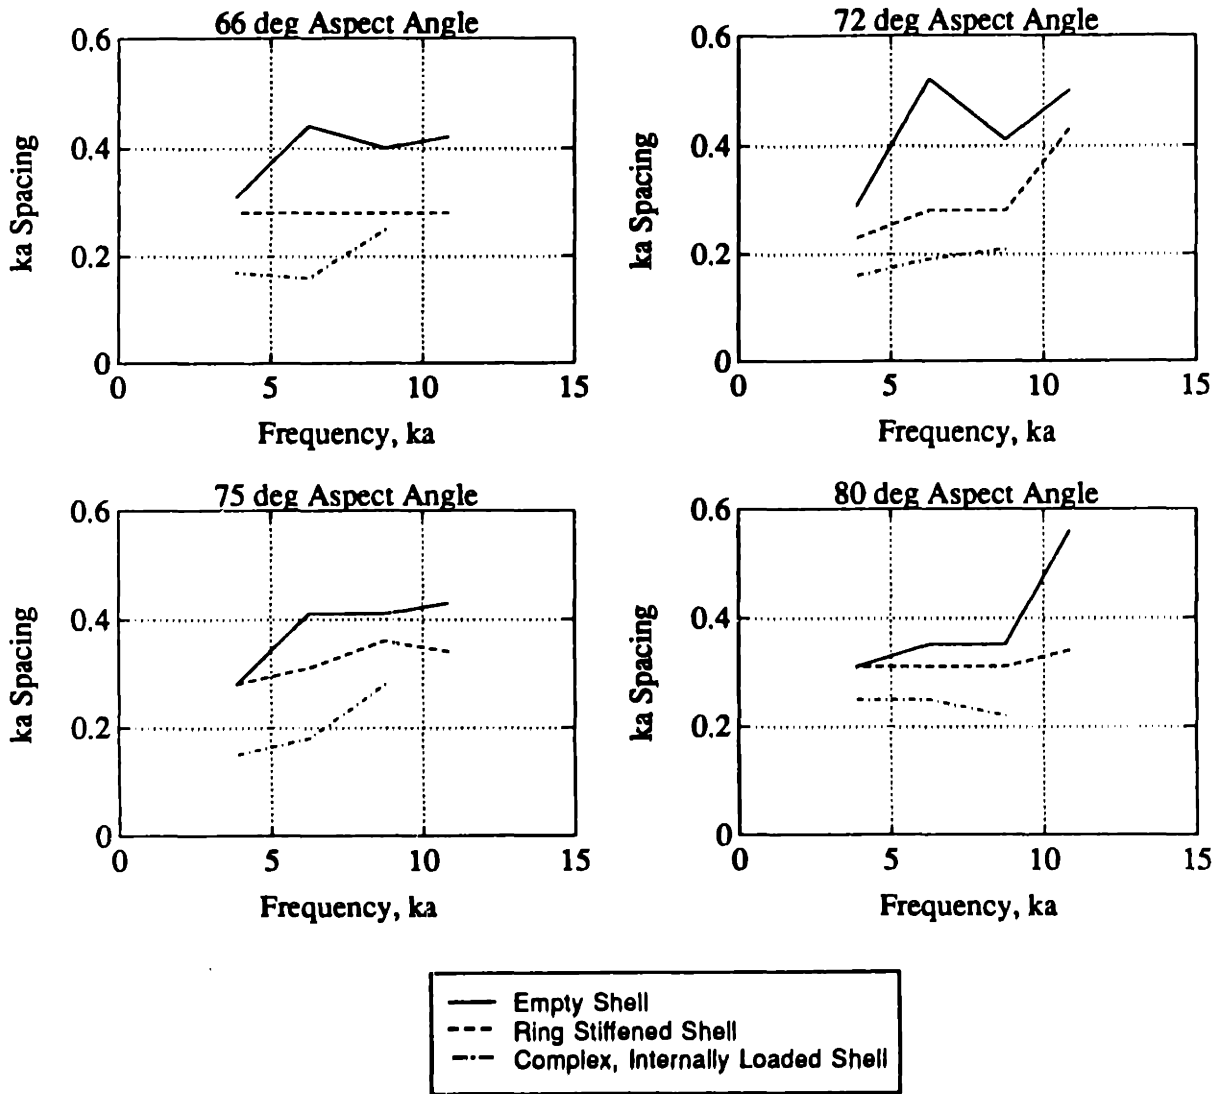 66 deg Aspect Angle
0.6
0.4
0.2
0
ka Spacing
0 5 10 15
Frequency, ka
72 deg Aspect Angle
0.6
0.4
0.2
0
ka Spacing
0 5 10 15
Frequency, ka
75 deg Aspect Angle
0.6
0.4
0.2
0
ka Spacing
0 5 10 15
Frequency, ka
80 deg Aspect Angle
0.6
0.4
0.2
0
ka Spacing
0 5 10 15
Frequency, ka
Empty Shell
Ring Stiffened Shell
Complex, Internally Loaded Shell